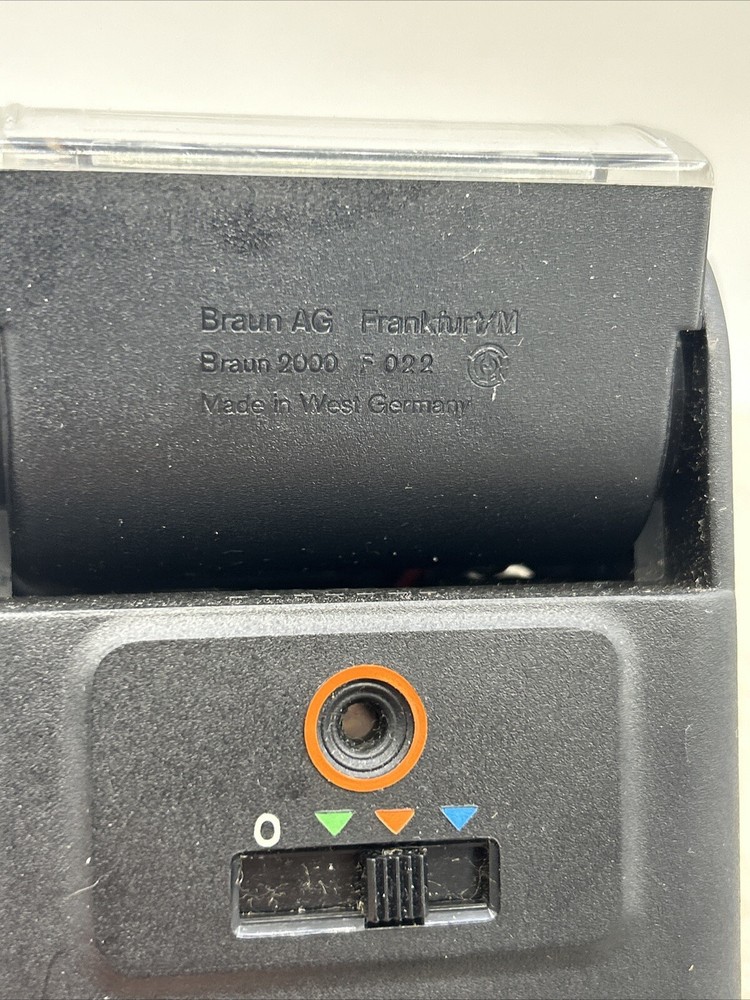 Braun AG Frankfurt/M
Braun 2000 F 022
Made in West Germany
0